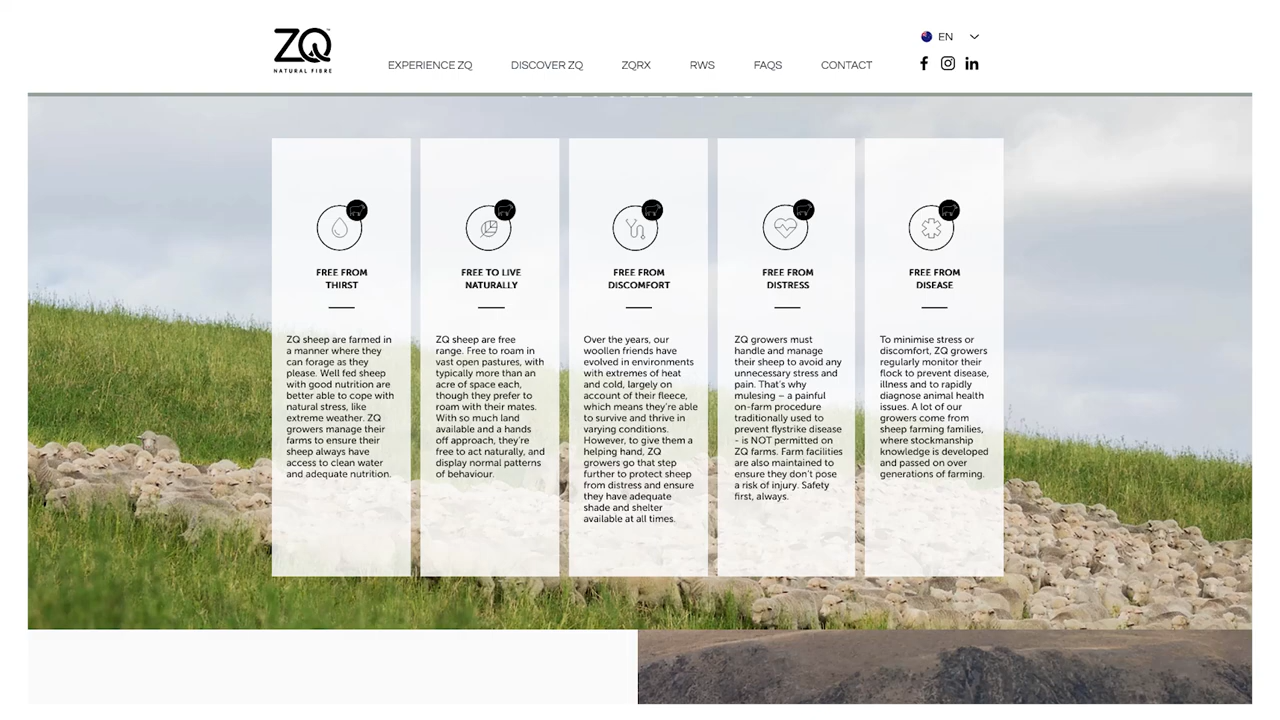 ZQ
NATURAL FIBRE
EN
EXPERIENCE ZQ
DISCOVER ZQ
ZQRX
RWS
FAQS
CONTACT
FREE FROM
THIRST
ZQ sheep are farmed in
a manner where they
can forage as they
please. Well fed sheep
with good nutrition are
better able to cope with
natural stress, like
extreme weather. ZQ
growers manage their
farms to ensure their
sheep always have
access to clean water
and adequate nutrition.
FREE TO LIVE
NATURALLY
ZQ sheep are free
range. Free to roam in
vast open pastures, with
typically more than an
acre of space each,
though they prefer to
roam with their mates.
With so much land
available and a hands
off approach, they're
free to act naturally, and
display normal patterns
of behaviour.
FREE FROM
DISCOMFORT
Over the years, our
woollen friends have
evolved in environments
with extremes of heat
and cold, largely on
account of their fleece,
which means they're able
to survive and thrive in
varying conditions.
However, to give them a
helping hand, ZQ
growers go that step
further to protect sheep
from distress and ensure
they have adequate
shade and shelter
available at all times.
FREE FROM
DISTRESS
ZQ growers must
handle and manage
their sheep to avoid any
unnecessary stress and
pain. That's why
mulesing – a painful
on-farm procedure
traditionally used to
prevent flystrike disease
- is NOT permitted on
ZQ farms. Farm facilities
are also maintained to
ensure they don't pose
a risk of injury. Safety
first, always.
FREE FROM
DISEASE
To minimise stress or
discomfort, ZQ growers
regularly monitor their
flock to prevent disease,
illness and to rapidly
diagnose animal health
issues. A lot of our
growers come from
sheep farming families,
where stockmanship
knowledge is developed
and passed on over
generations of farming.